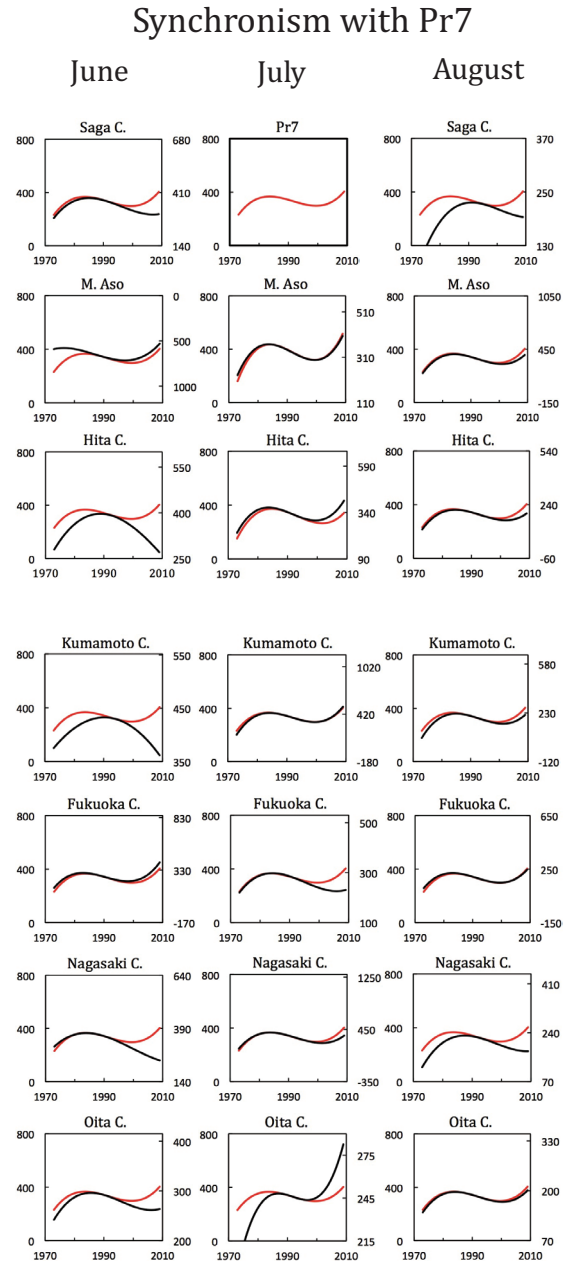 Synchronism with Pr7
June July August
Saga C. Pr7 Saga C.
800 680 800 800 370
400 410 400 400 250
0 140 0 0 130
1970 1990 2010 1970 1990 2010 1970 1990 2010
M. Aso M. Aso M. Aso
800 0 800 510 800 1050
400 500 400 310 400 450
0 1000 0 110 0 -150
1970 1990 2010 1970 1990 2010 1970 1990 2010
Hita C. Hita C. Hita C.
800 550 800 590 800 540
400 400 400 340 400 240
0 250 0 90 0 -60
1970 1990 2010 1970 1990 2010 1970 1990 2010
Kumamoto C. Kumamoto C. Kumamoto C.
800 550 800 1020 800 580
400 450 400 420 400 230
0 350 0 -180 0 -120
1970 1990 2010 1970 1990 2010 1970 1990 2010
Fukuoka C. Fukuoka C. Fukuoka C.
800 830 800 500 800 650
400 330 400 300 400 250
0 -170 0 100 0 -150
1970 1990 2010 1970 1990 2010 1970 1990 2010
Nagasaki C. Nagasaki C. Nagasaki C.
800 640 800 1250 800 410
400 390 400 450 400 240
0 140 0 -350 0 70
1970 1990 2010 1970 1990 2010 1970 1990 2010
Oita C. Oita C. Oita C.
800 400 800 275 800 330
400 300 400 245 400 200
0 200 0 215 0 70
1970 1990 2010 1970 1990 2010 1970 1990 2010